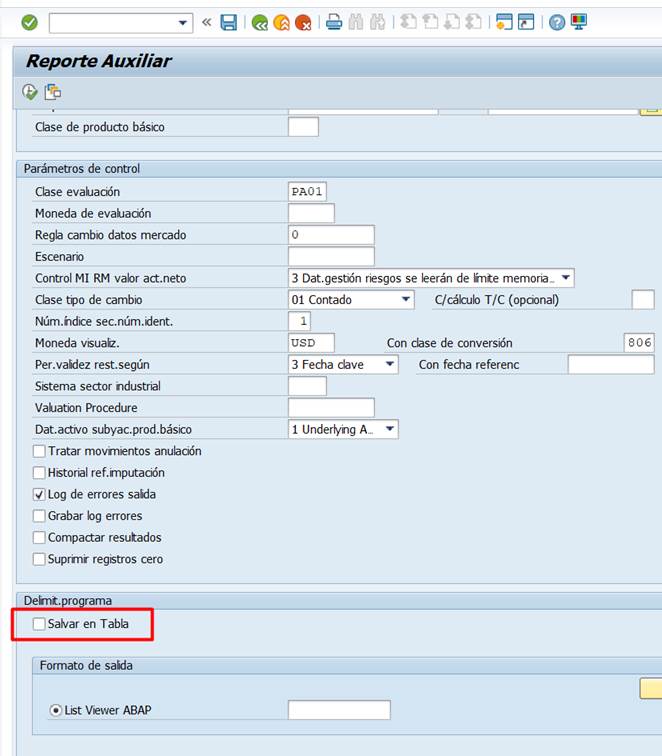 Reporte Auxiliar
Clase de producto básico
Parámetros de control
Clase evaluación PA01
Moneda de evaluación
Regla cambio datos mercado 0
Escenario
Control MI RM valor act.neto 3 Dat.gestión riesgos se leerán de límite memoria...
Clase tipo de cambio 01 Contado C/cálculo T/C (opcional)
Núm.índice sec.núm.ident. 1
Moneda visualiz. USD Con clase de conversión 806
Per.validez rest.según 3 Fecha clave Con fecha referenc
Sistema sector industrial
Valuation Procedure
Dat.activo subyac.prod.básico 1 Underlying A...
Tratar movimientos anulación
Historial ref.imputación
Log de errores salida
Grabar log errores
Compactar resultados
Suprimir registros cero
Delimit.programa
Salvar en Tabla
Formato de salida
List Viewer ABAP